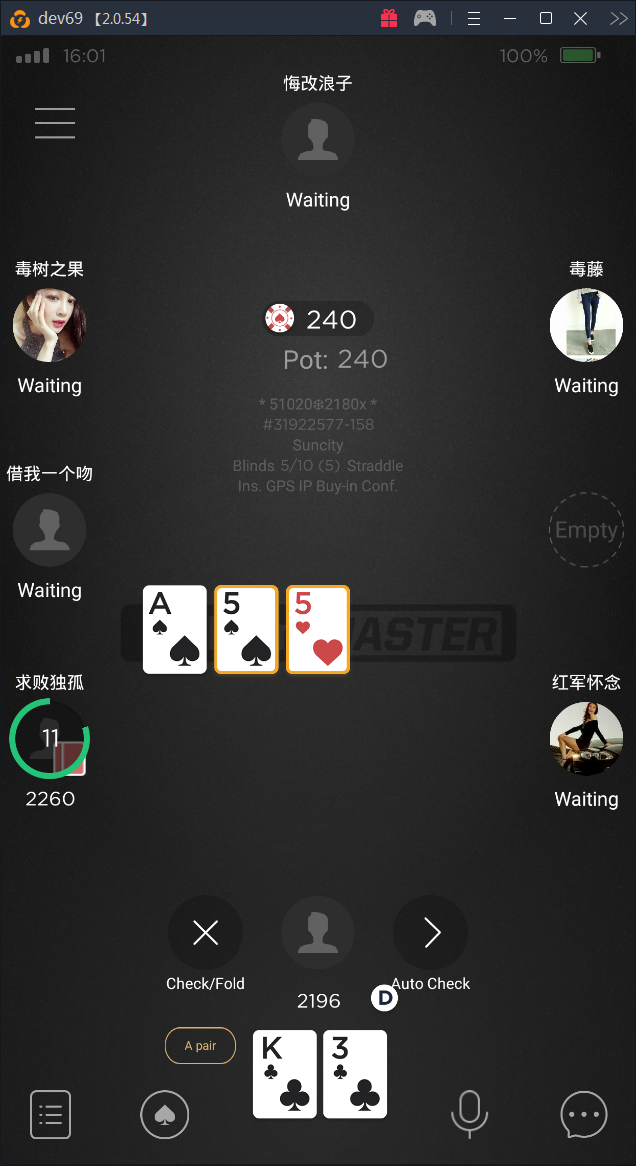 dev69 【2.0.54】
16:01
100%
悔改浪子
Waiting
毒树之果
Waiting
毒藤
Waiting
240
Pot: 240
* 51020❉2180x *
#31922577-158
Suncity
Blinds 5/10 (5) Straddle
Ins. GPS IP Buy-in Conf.
借我一个吻
Waiting
Empty
A
5
5
ASTER
求败独孤
11
2260
红军怀念
Waiting
Check/Fold
2196
D
Auto Check
A pair
K
3